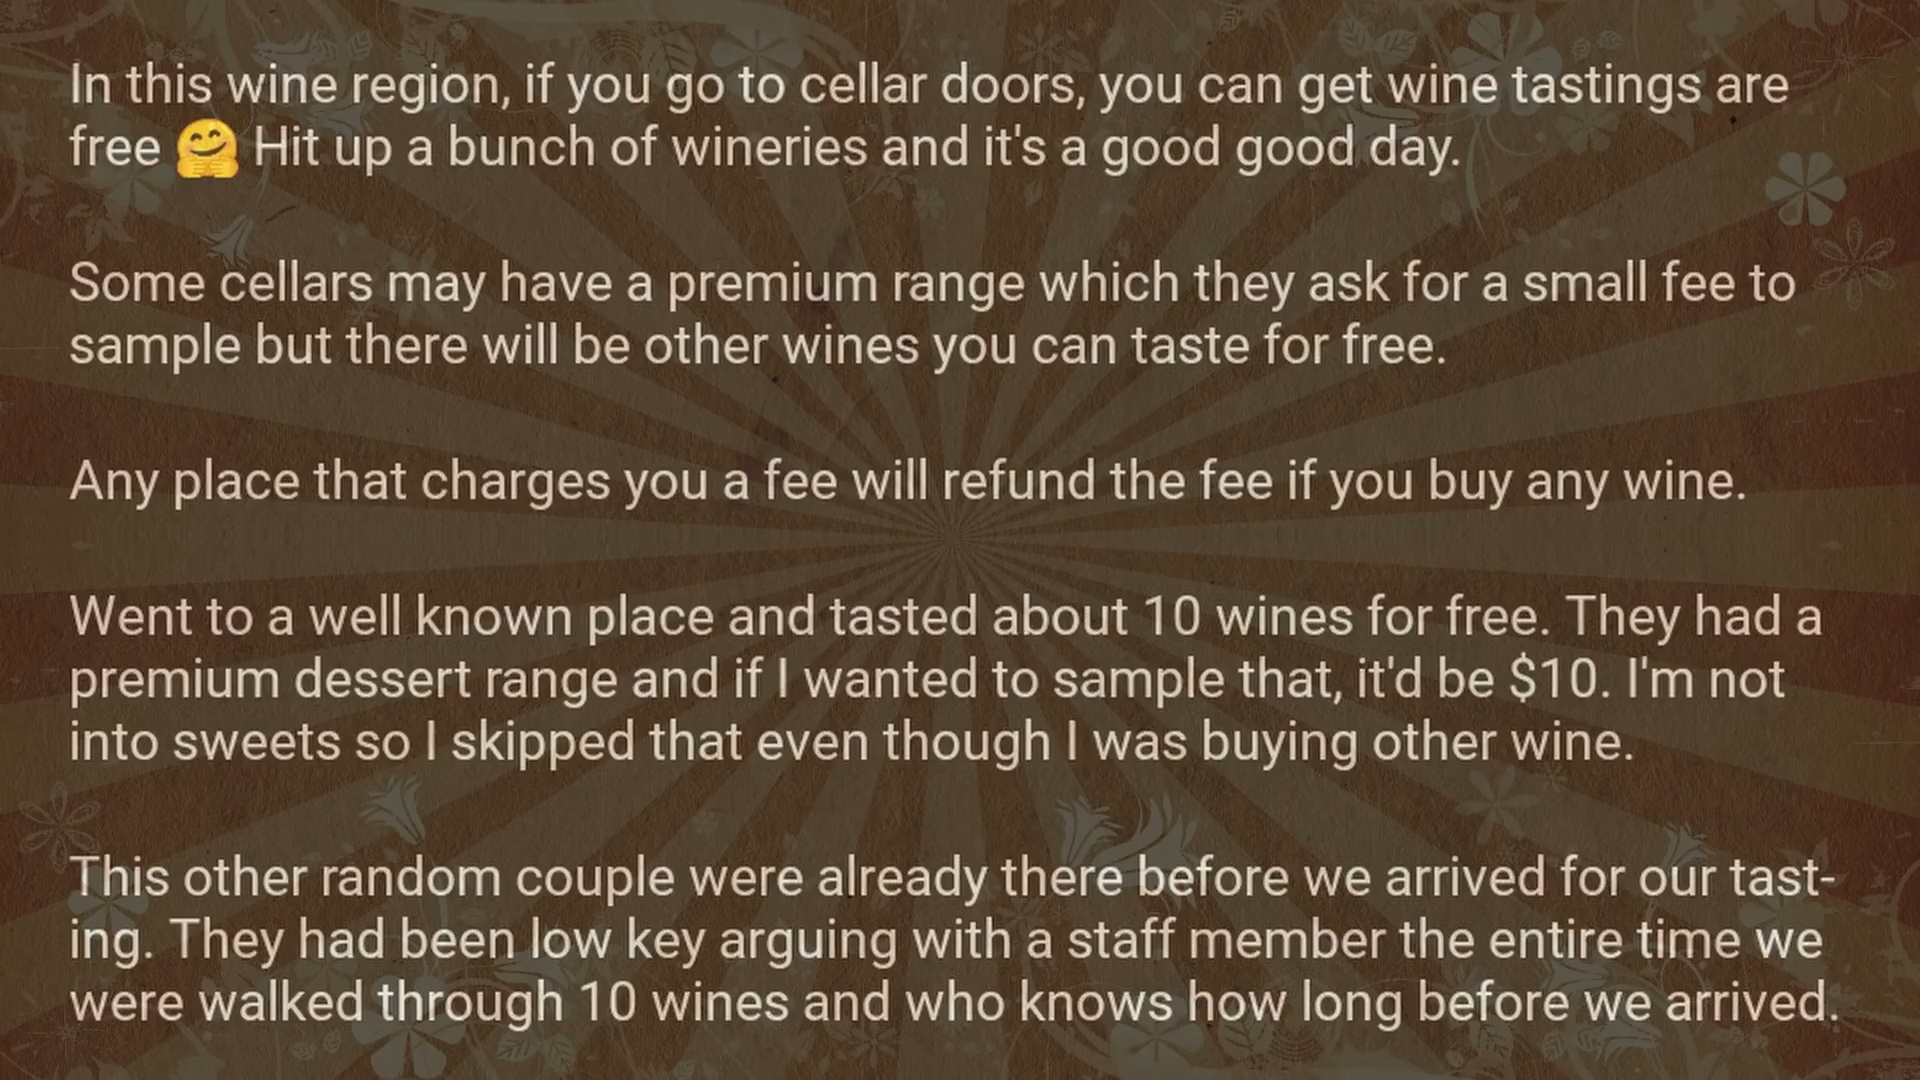 In this wine region, if you go to cellar doors, you can get wine tastings are
free 🤗 Hit up a bunch of wineries and it's a good good day.
Some cellars may have a premium range which they ask for a small fee to
sample but there will be other wines you can taste for free.
Any place that charges you a fee will refund the fee if you buy any wine.
Went to a well known place and tasted about 10 wines for free. They had a
premium dessert range and if I wanted to sample that, it'd be $10. I'm not
into sweets so I skipped that even though I was buying other wine.
This other random couple were already there before we arrived for our tast-
ing. They had been low key arguing with a staff member the entire time we
were walked through 10 wines and who knows how long before we arrived.